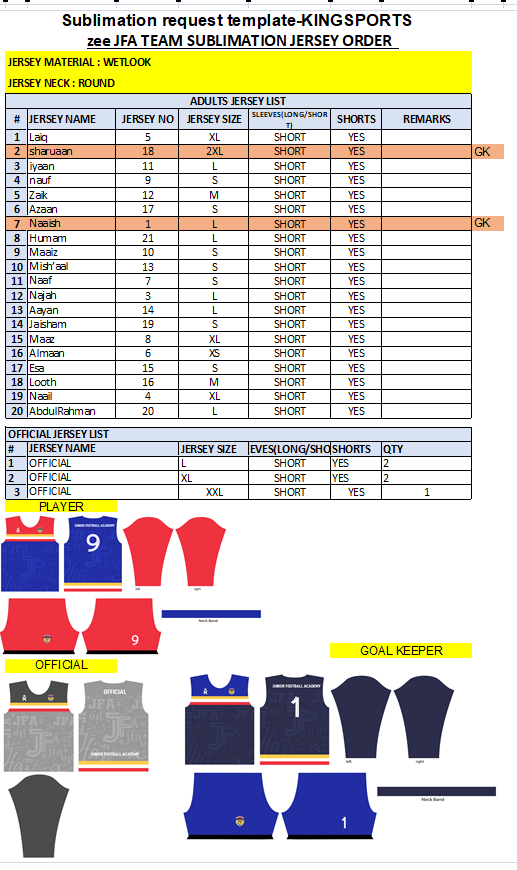 Sublimation request template-KINGSPORTS
zee JFA TEAM SUBLIMATION JERSEY ORDER
JERSEY MATERIAL : WETLOOK
JERSEY NECK : ROUND
ADULTS JERSEY LIST
# JERSEY NAME JERSEY NO JERSEY SIZE SLEEVES(LONG/SHORT) SHORTS REMARKS
1 Laiq 5 XL SHORT YES
2 sharuaan 18 2XL SHORT YES GK
3 iyaan 11 L SHORT YES
4 nauf 9 S SHORT YES
5 Zaik 12 M SHORT YES
6 Azaan 17 S SHORT YES
7 Naaish 1 L SHORT YES GK
8 Humam 21 L SHORT YES
9 Maaiz 10 S SHORT YES
10 Mish'aal 13 S SHORT YES
11 Naaf 7 S SHORT YES
12 Najah 3 L SHORT YES
13 Aayan 14 L SHORT YES
14 Jaisham 19 S SHORT YES
15 Maaz 8 XL SHORT YES
16 Almaan 6 XS SHORT YES
17 Esa 15 S SHORT YES
18 Looth 16 M SHORT YES
19 Naail 4 XL SHORT YES
20 AbdulRahman 20 L SHORT YES
OFFICIAL JERSEY LIST
# JERSEY NAME JERSEY SIZE EVES(LONG/SHO SHORTS QTY
1 OFFICIAL L SHORT YES 2
2 OFFICIAL XL SHORT YES 2
3 OFFICIAL XXL SHORT YES 1
PLAYER
JUNIOR FOOTBALL ACADEMY
9
JFA
left right
9
Neck Band
GOAL KEEPER
OFFICIAL
OFFICIAL
JFA
JUNIOR FOOTBALL ACADEMY
JUNIOR FOOTBALL ACADEMY
1
left right
1
Neck Band